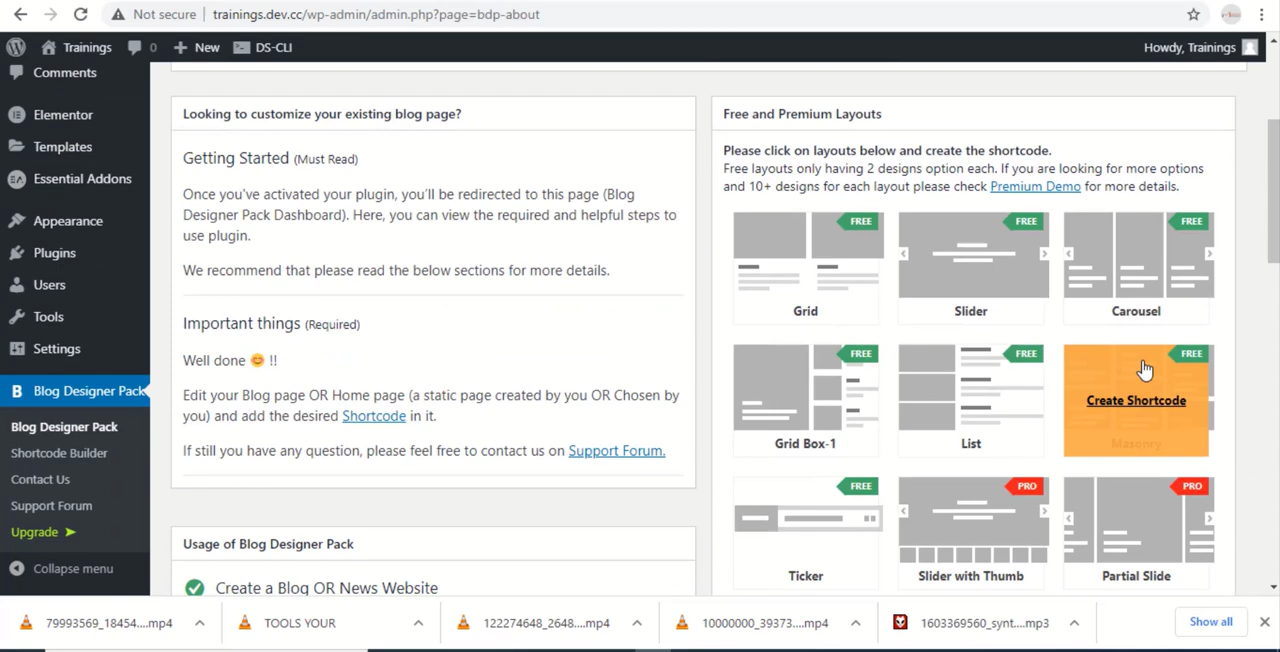 Not secure
trainings.dev.cc/wp-admin/admin.php?page=bdp-about
Trainings
0
New
DS-CLI
Howdy, Trainings
Comments
Elementor
Templates
Essential Addons
Appearance
Plugins
Users
Tools
Settings
Blog Designer Pack
Blog Designer Pack
Shortcode Builder
Contact Us
Support Forum
Upgrade ➤
Collapse menu
Looking to customize your existing blog page?
Getting Started (Must Read)
Once you've activated your plugin, you'll be redirected to this page (Blog
Designer Pack Dashboard). Here, you can view the required and helpful steps to
use plugin.
We recommend that please read the below sections for more details.
Important things (Required)
Well done 😊 !!
Edit your Blog page OR Home page (a static page created by you OR Chosen by
you) and add the desired Shortcode in it.
If still you have any question, please feel free to contact us on Support Forum.
Usage of Blog Designer Pack
Create a Blog OR News Website
Free and Premium Layouts
Please click on layouts below and create the shortcode.
Free layouts only having 2 designs option each. If you are looking for more options
and 10+ designs for each layout please check Premium Demo for more details.
FREE
FREE
FREE
Grid
Slider
Carousel
FREE
FREE
FREE
Create Shortcode
Grid Box-1
List
Masonry
FREE
PRO
PRO
Ticker
Slider with Thumb
Partial Slide
79993569_18454....mp4
TOOLS YOUR
122274648_2648....mp4
10000000_39373....mp4
1603369560_synt....mp3
Show all